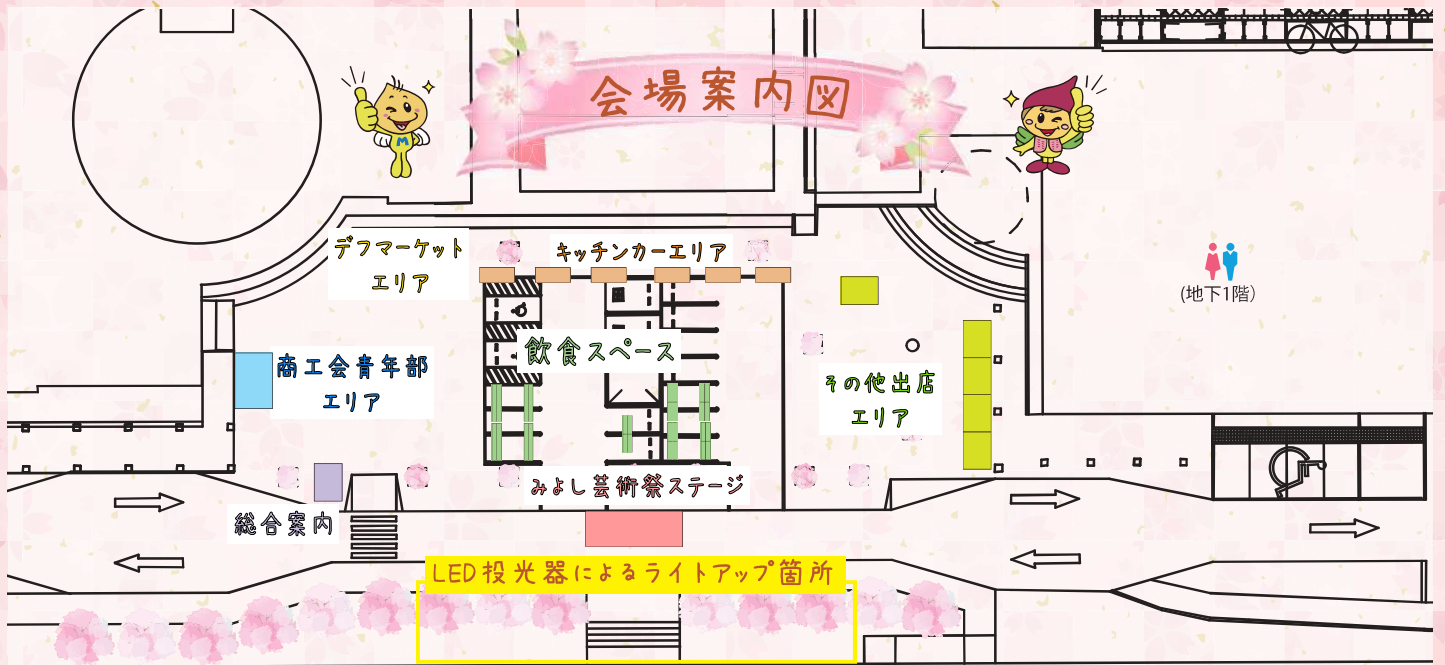 会場案内図
デフマーケット
エリア
キッチンカーエリア
(地下1階)
飲食スペース
商工会青年部
エリア
その他出店
エリア
みよし芸術祭ステージ
総合案内
LED投光器によるライトアップ箇所
M